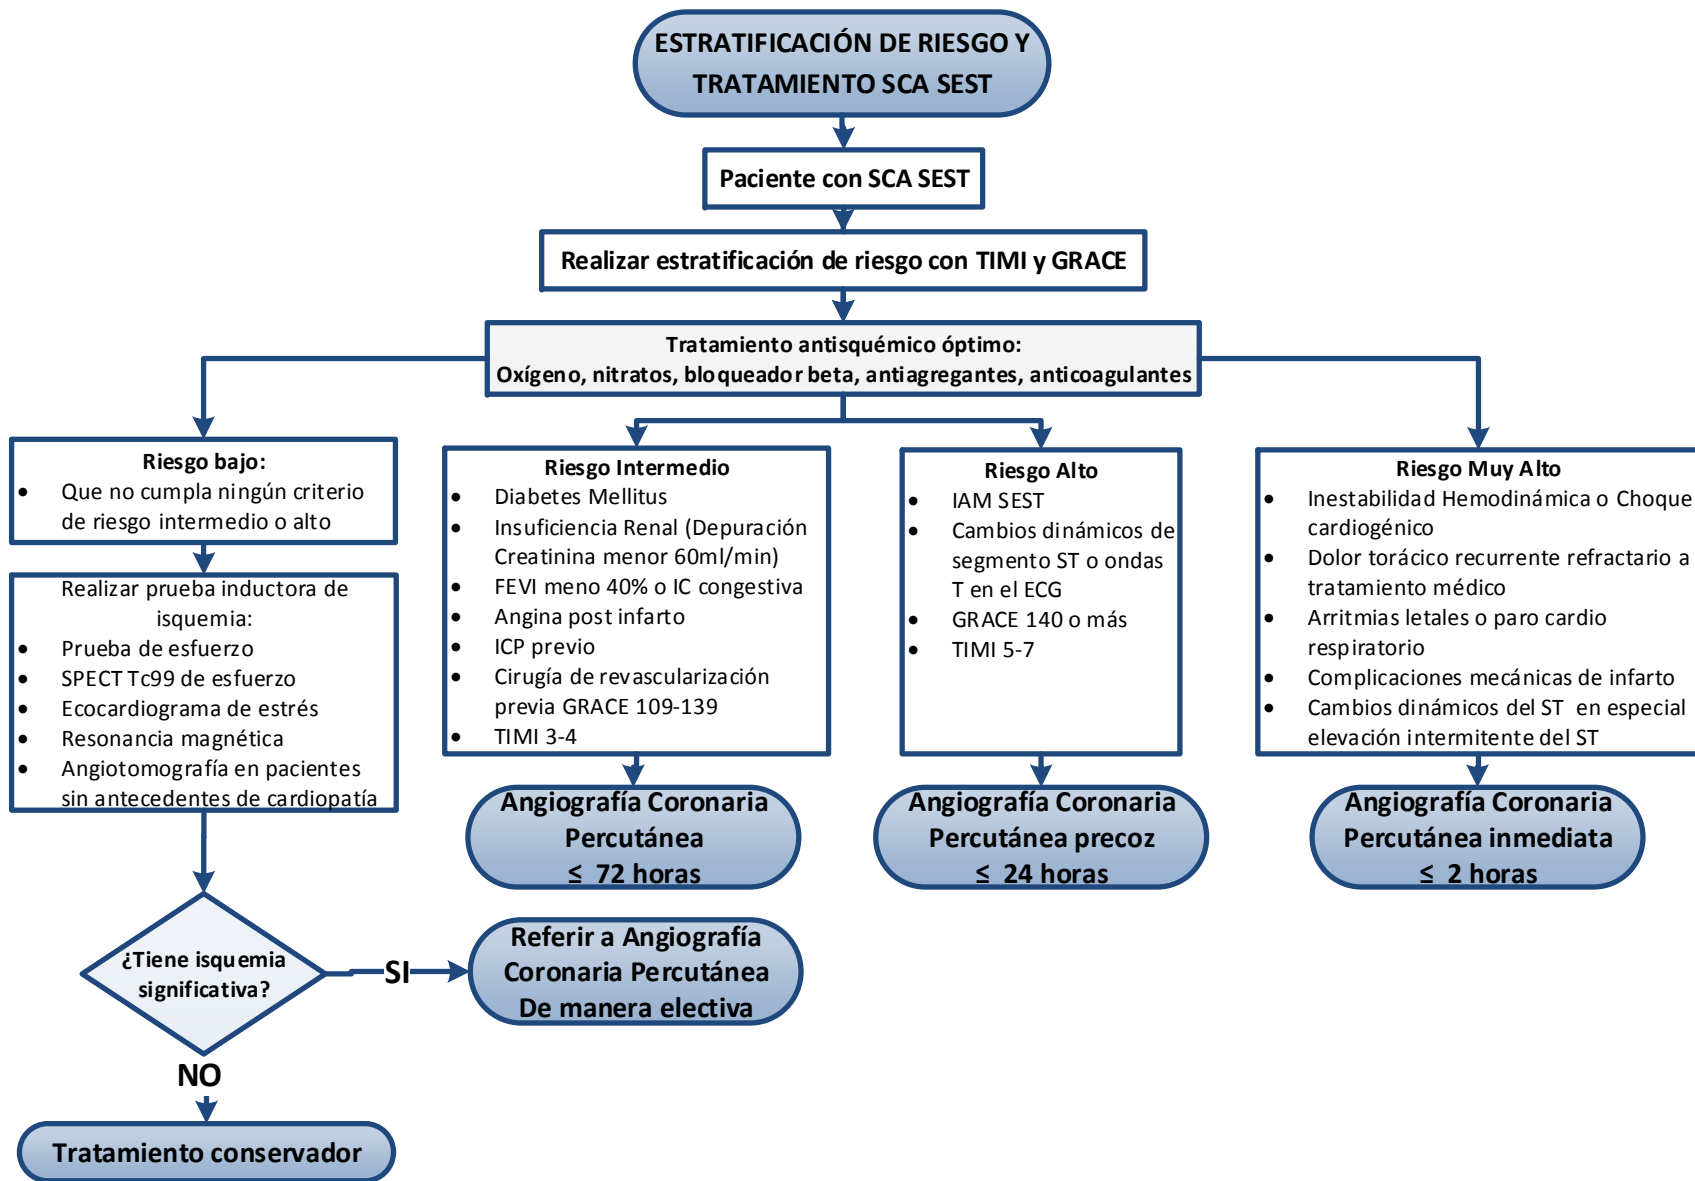 ESTRATIFICACIÓN DE RIESGO Y
TRATAMIENTO SCA SEST
Paciente con SCA SEST
Realizar estratificación de riesgo con TIMI y GRACE
Tratamiento antisquémico óptimo:
Oxígeno, nitratos, bloqueador beta, antiagregantes, anticoagulantes
Riesgo bajo:
• Que no cumpla ningún criterio
de riesgo intermedio o alto
Realizar prueba inductora de
isquemia:
• Prueba de esfuerzo
• SPECT Tc99 de esfuerzo
• Ecocardiograma de estrés
• Resonancia magnética
• Angiotomografía en pacientes
sin antecedentes de cardiopatía
¿Tiene isquemia
significativa?
SI
Referir a Angiografía
Coronaria Percutánea
De manera electiva
NO
Tratamiento conservador
Riesgo Intermedio
• Diabetes Mellitus
• Insuficiencia Renal (Depuración
Creatinina menor 60ml/min)
• FEVI meno 40% o IC congestiva
• Angina post infarto
• ICP previo
• Cirugía de revascularización
previa GRACE 109-139
• TIMI 3-4
Angiografía Coronaria
Percutánea
≤ 72 horas
Riesgo Alto
• IAM SEST
• Cambios dinámicos de
segmento ST o ondas
T en el ECG
• GRACE 140 o más
• TIMI 5-7
Angiografía Coronaria
Percutánea precoz
≤ 24 horas
Riesgo Muy Alto
• Inestabilidad Hemodinámica o Choque
cardiogénico
• Dolor torácico recurrente refractario a
tratamiento médico
• Arritmias letales o paro cardio
respiratorio
• Complicaciones mecánicas de infarto
• Cambios dinámicos del ST en especial
elevación intermitente del ST
Angiografía Coronaria
Percutánea inmediata
≤ 2 horas